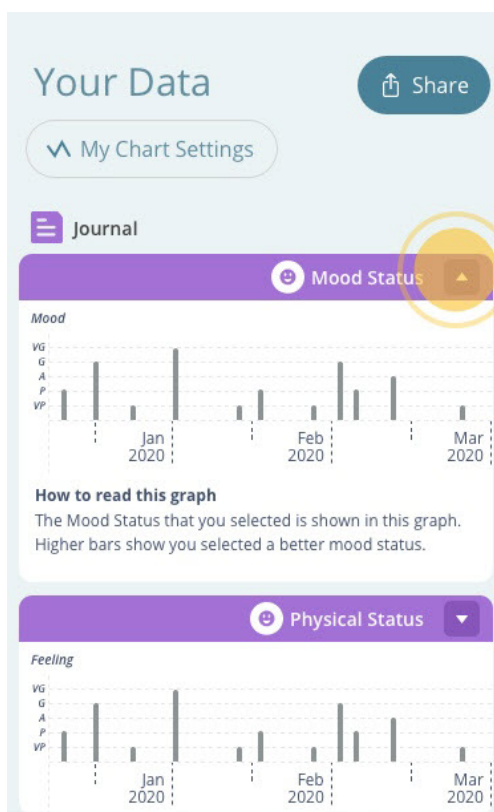 Your Data
Share
My Chart Settings
Journal
Mood Status
Mood
VG
G
A
P
VP
Jan
2020
Feb
2020
Mar
2020
How to read this graph
The Mood Status that you selected is shown in this graph.
Higher bars show you selected a better mood status.
Physical Status
Feeling
VG
G
A
P
VP
Jan
2020
Feb
2020
Mar
2020